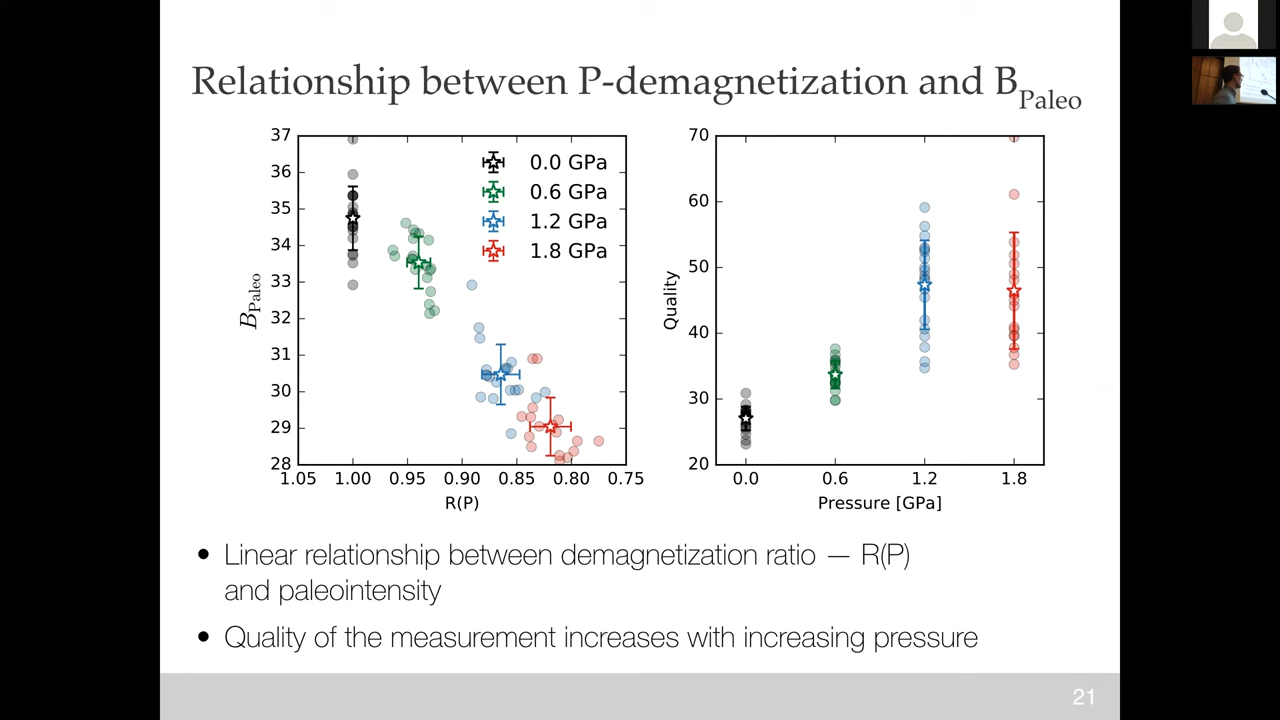 Relationship between P-demagnetization and B_Paleo
37
36
35
34
33
32
31
30
29
28
B_Paleo
0.0 GPa
0.6 GPa
1.2 GPa
1.8 GPa
1.05 1.00 0.95 0.90 0.85 0.80 0.75
R(P)
70
60
50
40
30
20
Quality
0.0 0.6 1.2 1.8
Pressure [GPa]
• Linear relationship between demagnetization ratio — R(P)
and paleointensity
• Quality of the measurement increases with increasing pressure
21